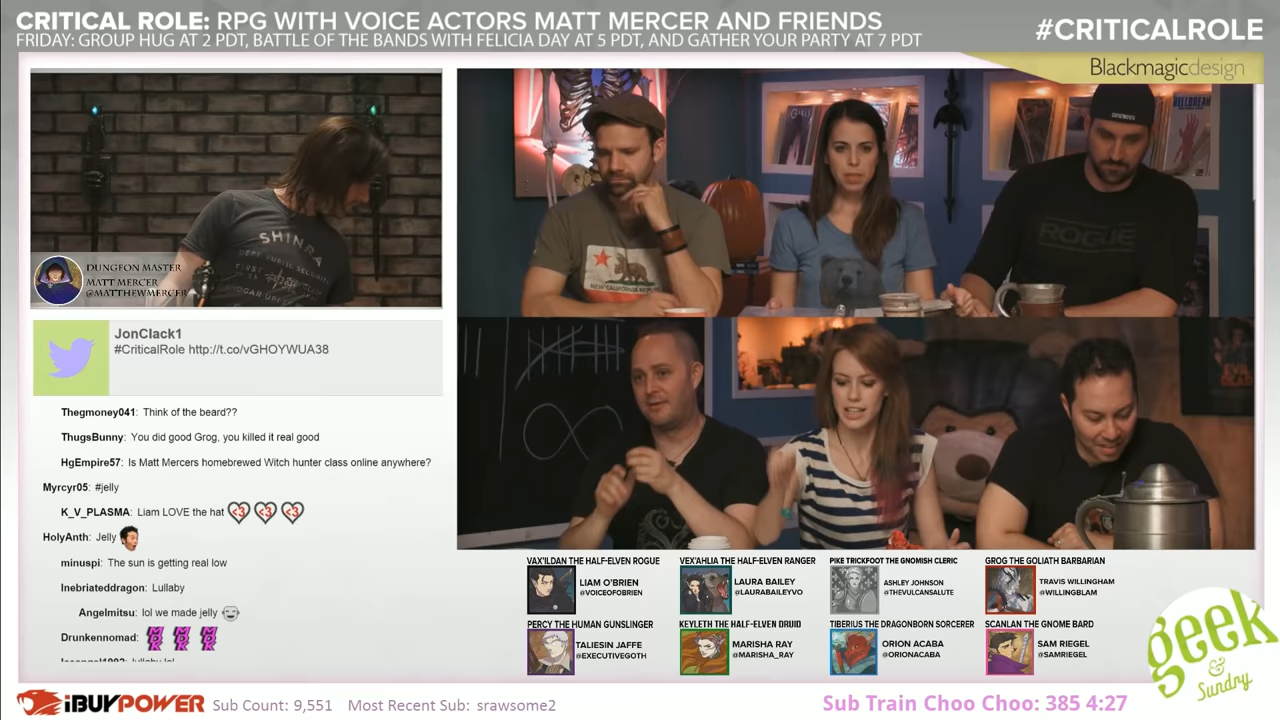 CRITICAL ROLE: RPG WITH VOICE ACTORS MATT MERCER AND FRIENDS
FRIDAY: GROUP HUG AT 2 PDT, BATTLE OF THE BANDS WITH FELICIA DAY AT 5 PDT, AND GATHER YOUR PARTY AT 7 PDT
#CRITICALROLE
Blackmagicdesign
SHINRA
DUNGEON MASTER
MATT MERCER
@MATTHEWMERCER
NEW CALIFORNIA REPUBLIC
ROGUE
JonClack1
#CriticalRole http://t.co/vGHOYWUA38
Thegmoney041: Think of the beard??
ThugsBunny: You did good Grog, you killed it real good
HgEmpire57: Is Matt Mercers homebrewed Witch hunter class online anywhere?
Myrcyr05: #jelly
K_V_PLASMA: Liam LOVE the hat <3 <3 <3
HolyAnth: Jelly
minuspi: The sun is getting real low
Inebriateddragon: Lullaby
Angelmitsu: lol we made jelly
Drunkennomad:
VAX'ILDAN THE HALF-ELVEN ROGUE
LIAM O'BRIEN
@VOICEOFOBRIEN
VEX'AHLIA THE HALF-ELVEN RANGER
LAURA BAILEY
@LAURABAILEYVO
PIKE TRICKFOOT THE GNOMISH CLERIC
ASHLEY JOHNSON
@THEVULCANSALUTE
GROG THE GOLIATH BARBARIAN
TRAVIS WILLINGHAM
@WILLINGBLAM
PERCY THE HUMAN GUNSLINGER
TALIESIN JAFFE
@EXECUTIVEGOTH
KEYLETH THE HALF-ELVEN DRUID
MARISHA RAY
@MARISHA_RAY
TIBERIUS THE DRAGONBORN SORCERER
ORION ACABA
@ORIONACABA
SCANLAN THE GNOME BARD
SAM RIEGEL
@SAMRIEGEL
geek
& Sundry
iBUYPOWER
Sub Count: 9,551 Most Recent Sub: srawsome2
Sub Train Choo Choo: 385 4:27